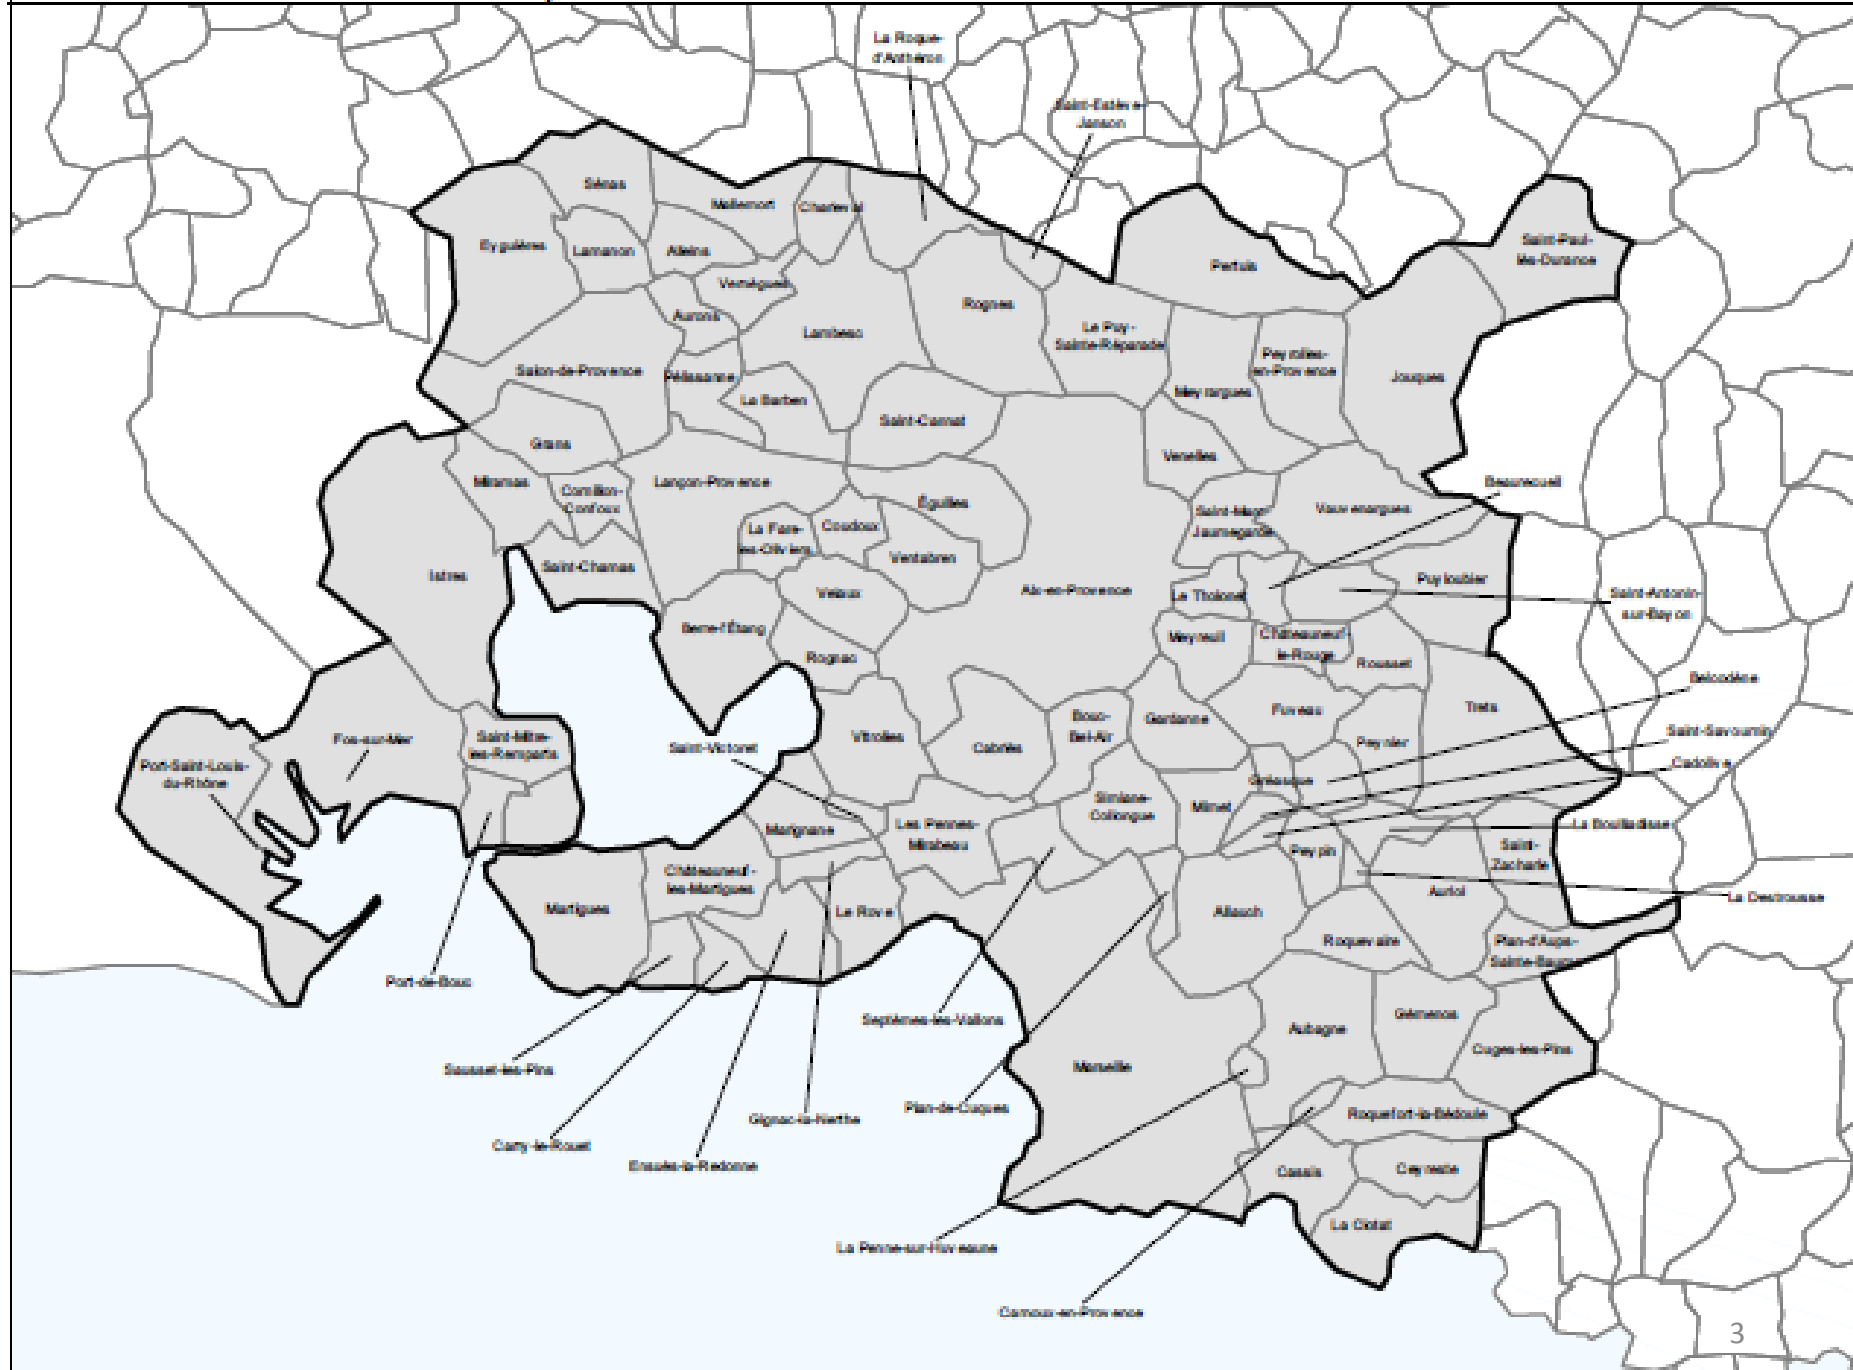 La Roque-
d'Anthéron
Saint-Estève-
Janson
Sénas
Mallemort
Charleval
Eyguières
Lamanon
Alleins
Vernègues
Aurons
Lambesc
Rognes
Pertuis
Saint-Paul-
lès-Durance
Le Puy-
Sainte-Réparade
Peyrolles-
en-Provence
Meyrargues
Jouques
Salon-de-Provence
Pélissanne
La Barben
Saint-Cannat
Grans
Venelles
Miramas
Cornillon-
Confoux
Lançon-Provence
Éguilles
Beaurecueil
La Fare-
les-Oliviers
Coudoux
Saint-Marc-
Jaumegarde
Vauvenargues
Ventabren
Istres
Saint-Chamas
Velaux
Aix-en-Provence
Le Tholonet
Puyloubier
Saint-Antonin-
sur-Bayon
Berre-l'Étang
Rognac
Meyreuil
Châteauneuf-
le-Rouge
Rousset
Belcodène
Fos-sur-Mer
Saint-Mitre-
les-Remparts
Saint-Victoret
Vitrolles
Cabriès
Bouc-
Bel-Air
Gardanne
Fuveau
Trets
Peynier
Saint-Savournin
Cadolive
Port-Saint-Louis-
du-Rhône
Gréasque
Simiane-
Collongue
Mimet
Marignane
Les Pennes-
Mirabeau
La Bouilladisse
Peypin
Saint-
Zacharie
Châteauneuf-
les-Martigues
Martigues
Le Rove
Allauch
Auriol
La Destrousse
Roquevaire
Plan-d'Aups-
Sainte-Baume
Port-de-Bouc
Septèmes-les-Vallons
Aubagne
Gémenos
Cuges-les-Pins
Sausset-les-Pins
Marseille
Plan-de-Cuques
Gignac-la-Nerthe
Roquefort-la-Bédoule
Carry-le-Rouet
Ensuès-la-Redonne
Cassis
Ceyreste
La Ciotat
La Penne-sur-Huveaune
Carnoux-en-Provence
3